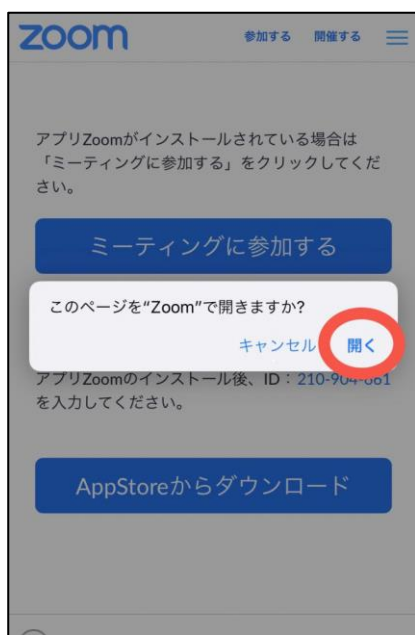 zoom
参加する 開催する
アプリZoomがインストールされている場合は
「ミーティングに参加する」をクリックしてくだ
さい。
ミーティングに参加する
このページを“Zoom”で開きますか?
キャンセル 開く
アプリZoomのインストール後、ID：210-904-861
を入力してください。
AppStoreからダウンロード